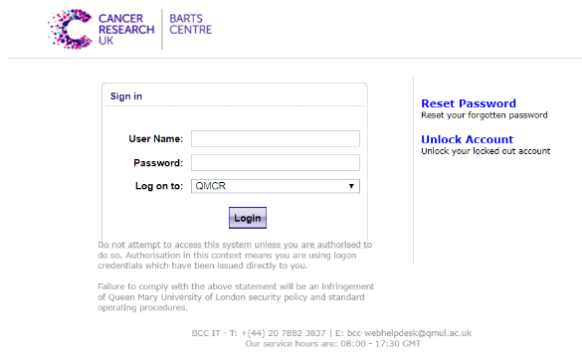 CANCER
RESEARCH
UK
BARTS
CENTRE
Sign in
User Name:
Password:
Log on to:
QMCR
Login
Reset Password
Reset your forgotten password
Unlock Account
Unlock your locked out account
Do not attempt to access this system unless you are authorised to
do so. Authorisation in this context means you are using logon
credentials which have been issued directly to you.
Failure to comply with the above statement will be an infringement
of Queen Mary University of London security policy and standard
operating procedures.
BCC IT - T: +(44) 20 7882 3837 | E: bcc-webhelpdesk@qmul.ac.uk
Our service hours are: 08:00 - 17:30 GMT